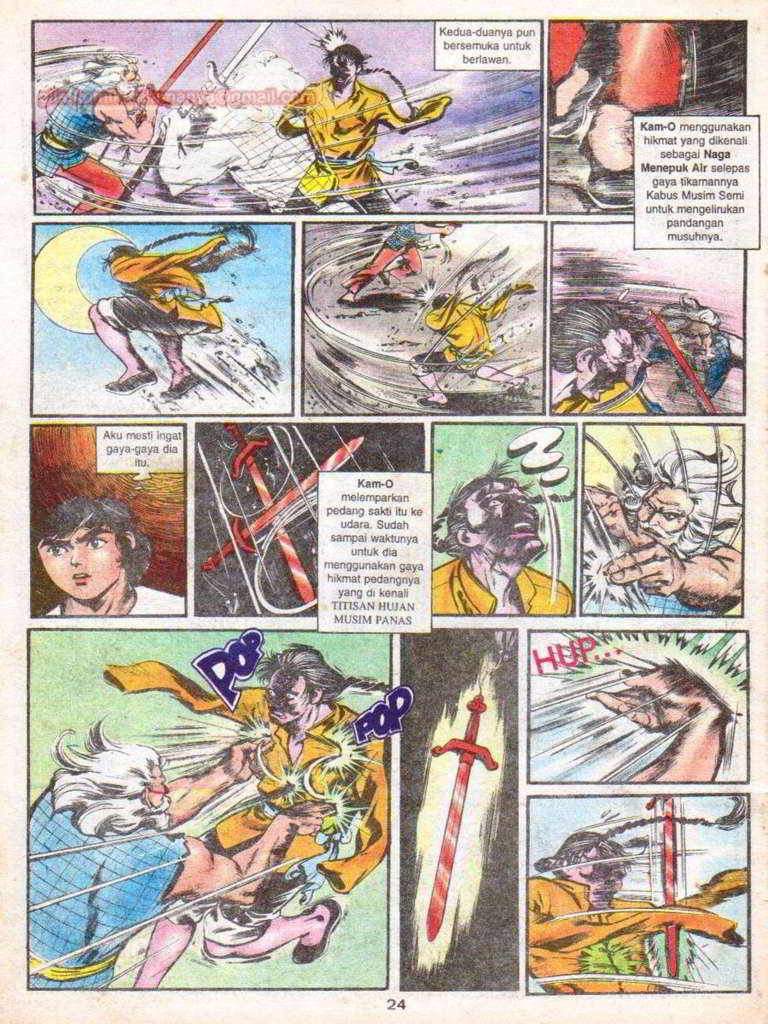 Kedua-duanya pun
bersemuka untuk
berlawan.
Kam-O menggunakan
hikmat yang dikenali
sebagai Naga
Menepuk Air selepas
gaya tikamannya
Kabus Musim Semi
untuk mengelirukan
pandangan
musuhnya.
Aku mesti ingat
gaya-gaya dia
itu.
Kam-O
melemparkan
pedang sakti itu ke
udara. Sudah
sampai waktunya
untuk dia
menggunakan gaya
hikmat pedangnya
yang di kenali
TITISAN HUJAN
MUSIM PANAS
POP
POP
HUP...
24